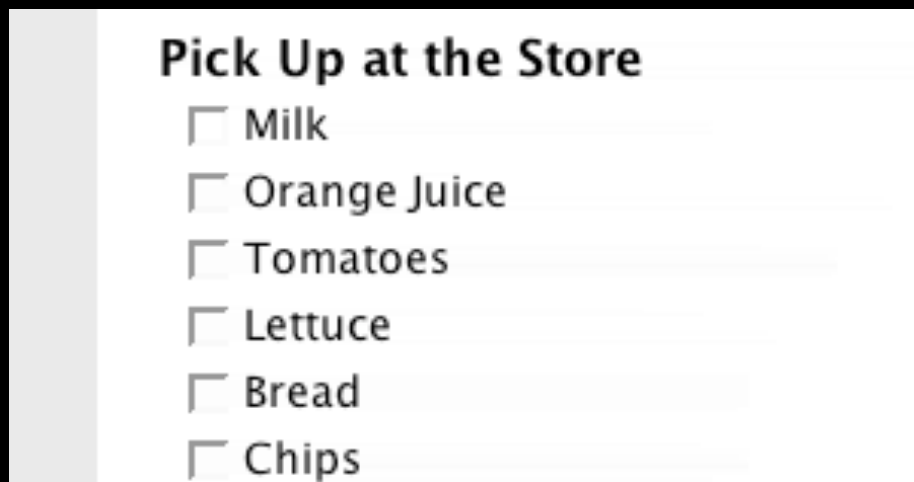 Pick Up at the Store
Milk
Orange Juice
Tomatoes
Lettuce
Bread
Chips